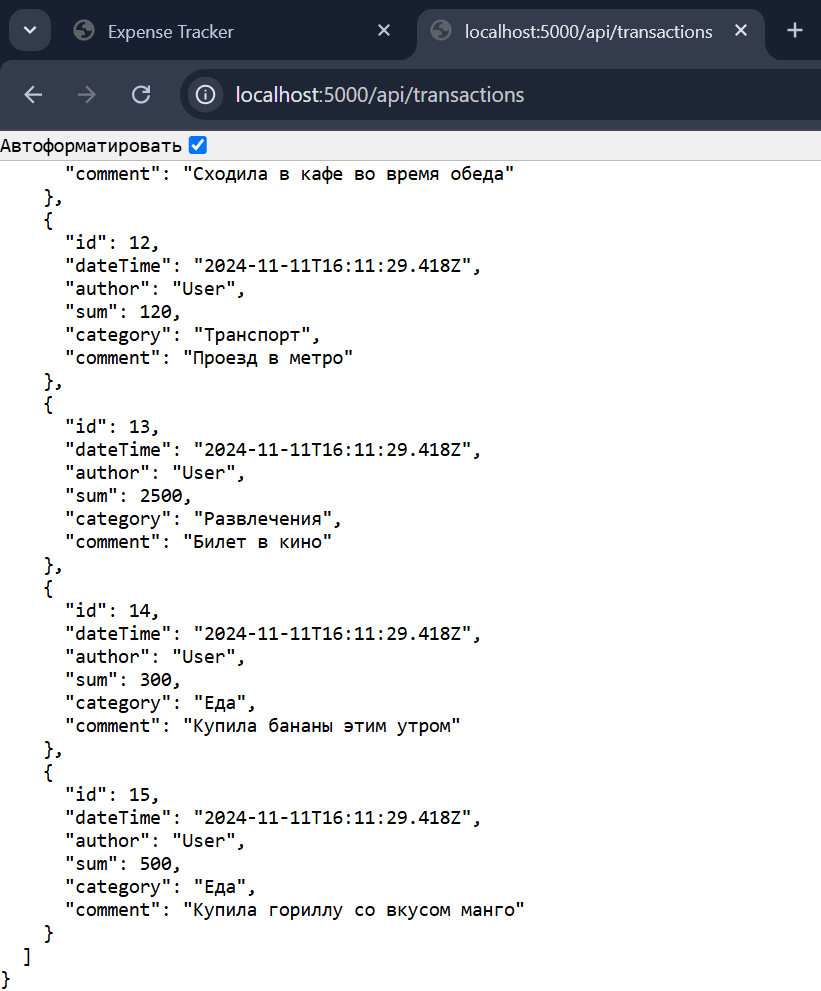 Expense Tracker
localhost:5000/api/transactions
localhost:5000/api/transactions
Автоформатировать
"comment": "Сходила в кафе во время обеда"
},
{
"id": 12,
"dateTime": "2024-11-11T16:11:29.418Z",
"author": "User",
"sum": 120,
"category": "Транспорт",
"comment": "Проезд в метро"
},
{
"id": 13,
"dateTime": "2024-11-11T16:11:29.418Z",
"author": "User",
"sum": 2500,
"category": "Развлечения",
"comment": "Билет в кино"
},
{
"id": 14,
"dateTime": "2024-11-11T16:11:29.418Z",
"author": "User",
"sum": 300,
"category": "Еда",
"comment": "Купила бананы этим утром"
},
{
"id": 15,
"dateTime": "2024-11-11T16:11:29.418Z",
"author": "User",
"sum": 500,
"category": "Еда",
"comment": "Купила гориллу со вкусом манго"
}
]
}